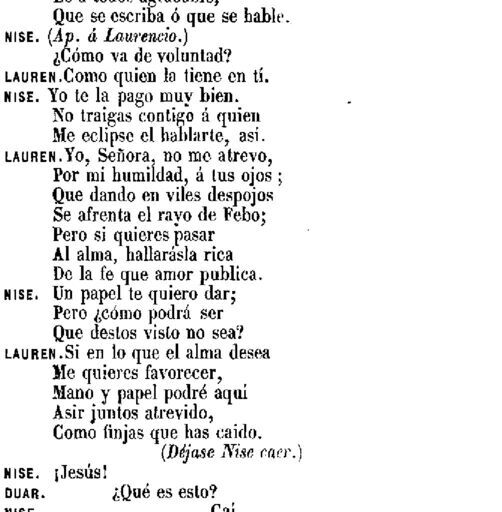 Que se escriba ó que se hable.
NISE. (Ap. á Laurencio.)
¿Cómo va de voluntad?
LAUREN. Como quien la tiene en tí.
NISE. Yo te la pago muy bien.
No traigas contigo á quien
Me eclipse el hablarte, asi.
LAUREN. Yo, Señora, no me atrevo,
Por mi humildad, á tus ojos;
Que dando en viles despojos
Se afrenta el rayo de Febo;
Pero si quieres pasar
Al alma, hallarásla rica
De la fe que amor publica.
NISE. Un papel te quiero dar;
Pero ¿cómo podrá ser
Que destos visto no sea?
LAUREN. Si en lo que el alma desea
Me quieres favorecer,
Mano y papel podré aquí
Asir juntos atrevido,
Como finjas que has caido.
(Déjase Nise caer.)
NISE. ¡Jesús!
DUAR. ¿Qué es esto?
NISE. Caí